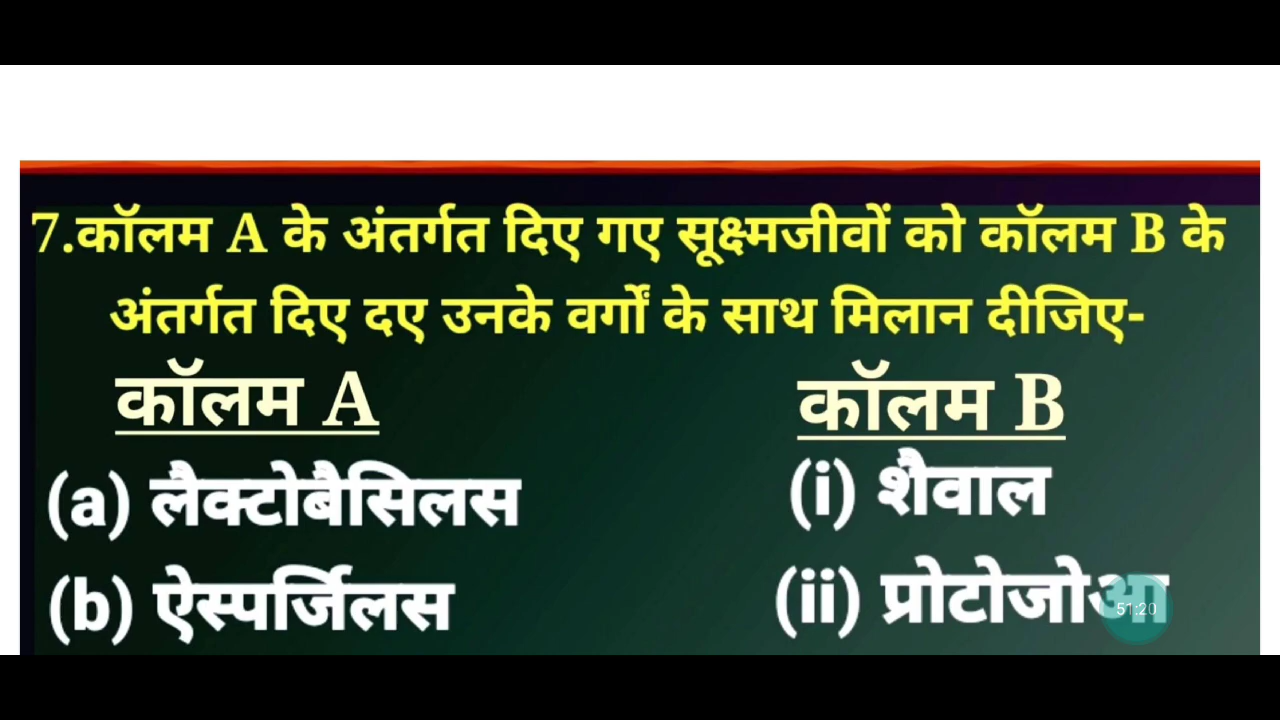 7.कॉलम A के अंतर्गत दिए गए सूक्ष्मजीवों को कॉलम B के
अंतर्गत दिए दए उनके वर्गों के साथ मिलान दीजिए-
कॉलम A कॉलम B
(a) लैक्टोबैसिलस (i) शैवाल
(b) ऐस्पर्जिलस (ii) प्रोटोजोआ
51:20